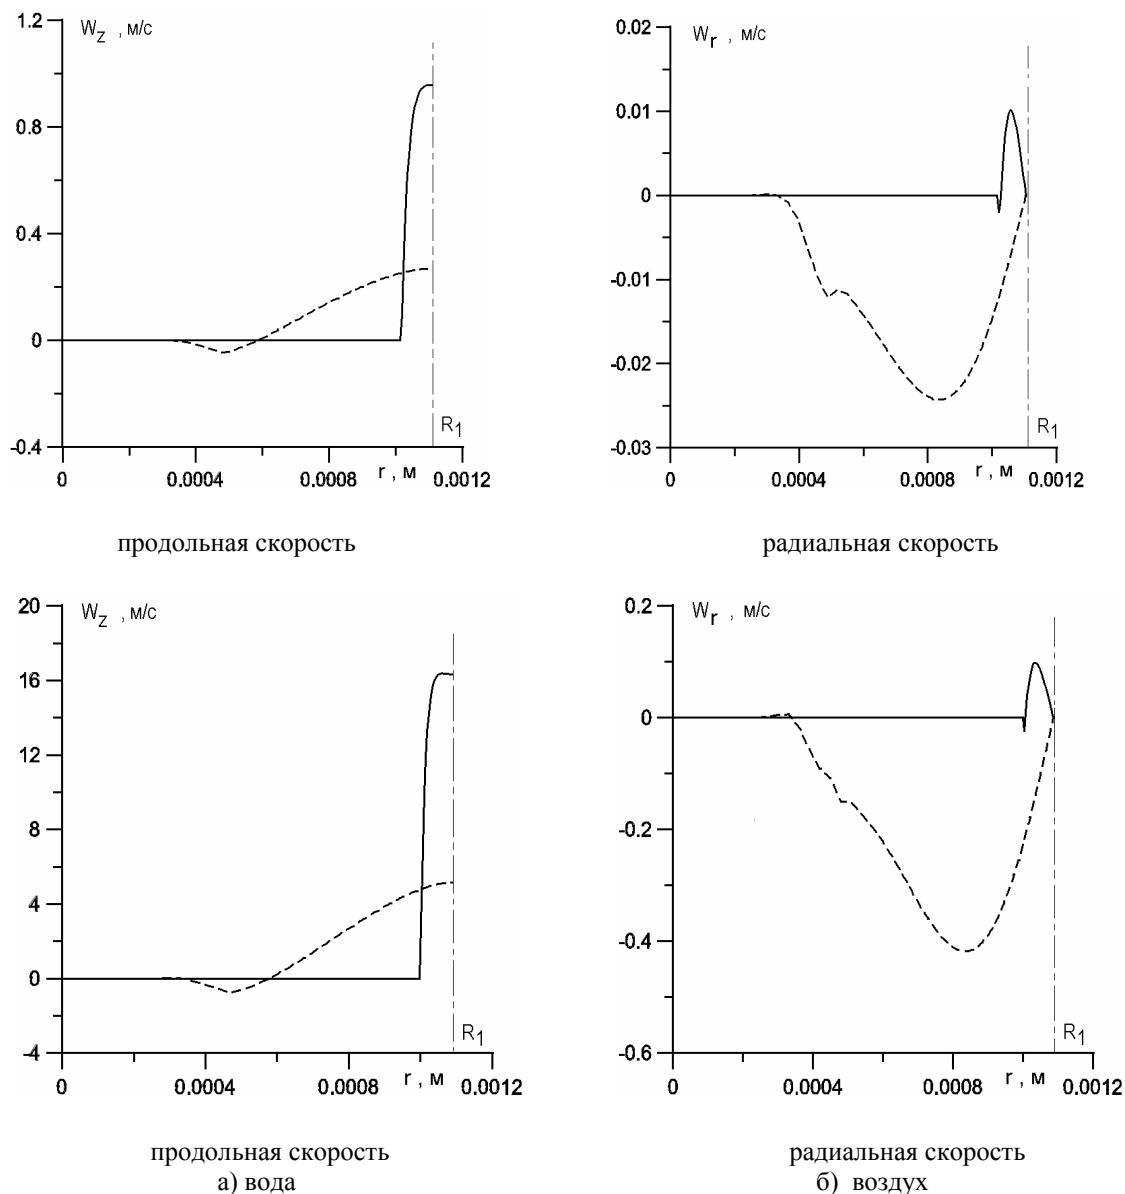 1.2
W_z , м/с
0.8
0.4
0
-0.4
0
0.0004
0.0008
r , м
0.0012
R_1
продольная скорость
0.02
W_r , м/с
0.01
0
-0.01
-0.02
-0.03
0
0.0004
0.0008
r , м
0.0012
R_1
радиальная скорость
20
W_z , м/с
16
12
8
4
0
-4
0
0.0004
0.0008
r , м
0.0012
R_1
продольная скорость
а) вода
0.2
W_r , м/с
0
-0.2
-0.4
-0.6
0
0.0004
0.0008
r , м
0.0012
R_1
радиальная скорость
б) воздух